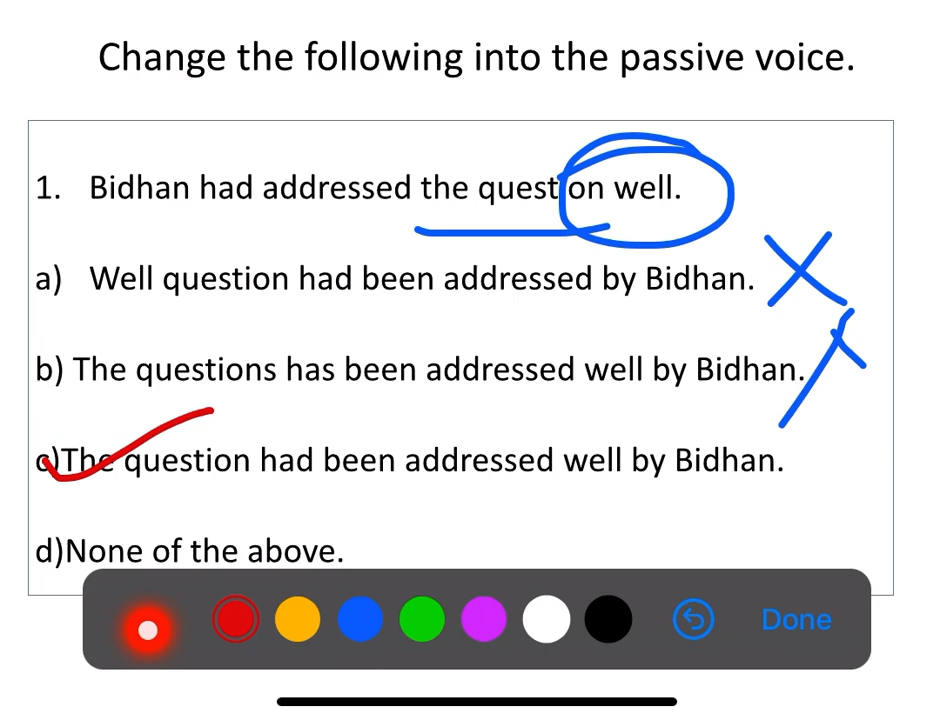 Change the following into the passive voice.
1. Bidhan had addressed the question well.
a) Well question had been addressed by Bidhan.
b) The questions has been addressed well by Bidhan.
c)The question had been addressed well by Bidhan.
d)None of the above.
Done